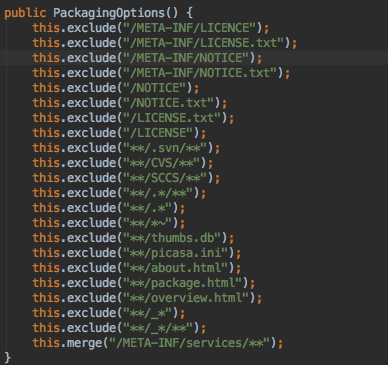 public PackagingOptions() {
    this.exclude("/META-INF/LICENCE");
    this.exclude("/META-INF/LICENSE.txt");
    this.exclude("/META-INF/NOTICE");
    this.exclude("/META-INF/NOTICE.txt");
    this.exclude("/NOTICE");
    this.exclude("/NOTICE.txt");
    this.exclude("/LICENSE.txt");
    this.exclude("/LICENSE");
    this.exclude("**/.svn/**");
    this.exclude("**/CVS/**");
    this.exclude("**/SCCS/**");
    this.exclude("**/.*/**");
    this.exclude("**/.*");
    this.exclude("**/*~");
    this.exclude("**/thumbs.db");
    this.exclude("**/picasa.ini");
    this.exclude("**/about.html");
    this.exclude("**/package.html");
    this.exclude("**/overview.html");
    this.exclude("**/_*");
    this.exclude("**/_*/**");
    this.merge("/META-INF/services/**");
}